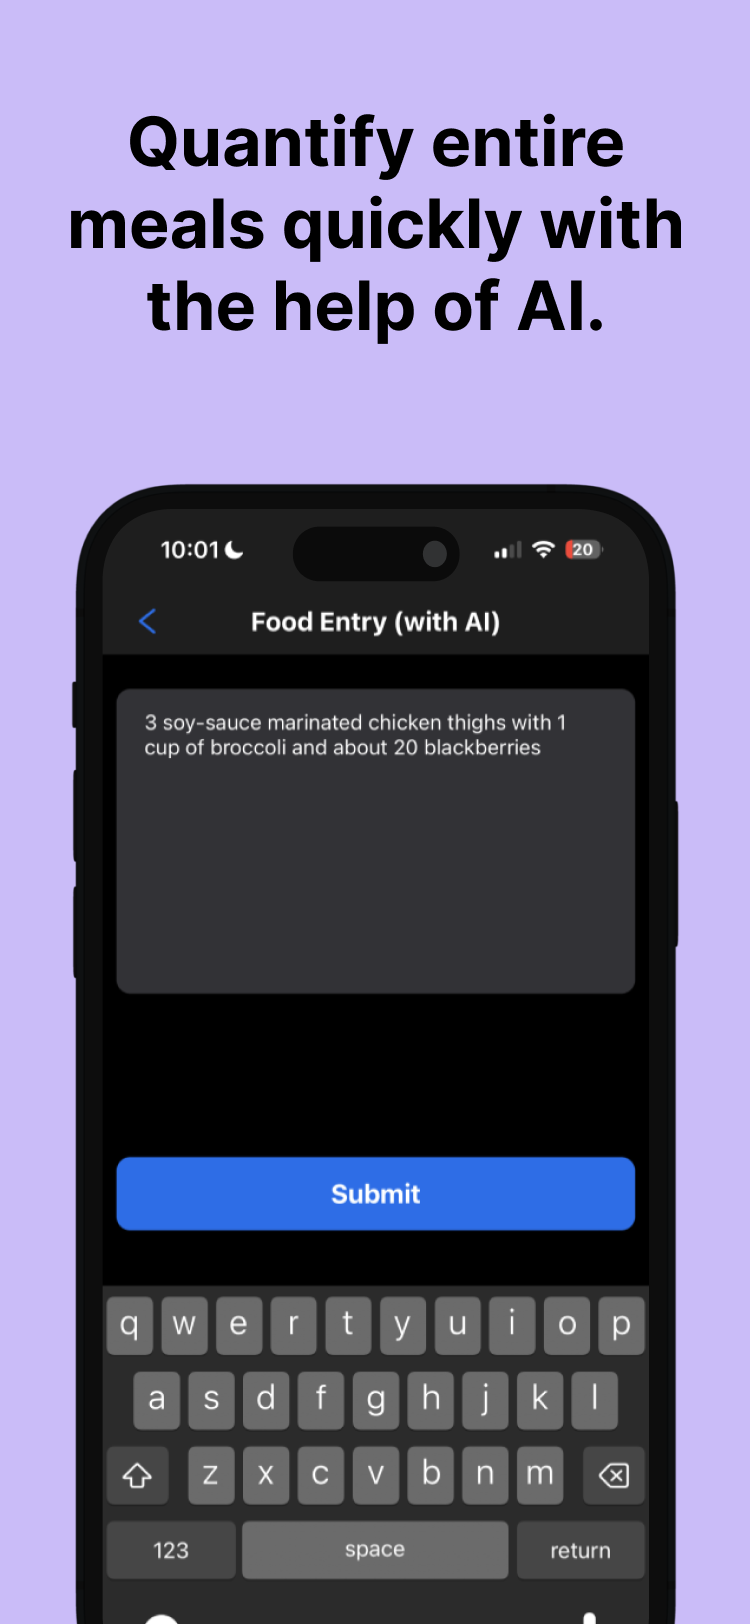 Quantify entire
meals quickly with
the help of AI.
10:01
20
Food Entry (with AI)
3 soy-sauce marinated chicken thighs with 1
cup of broccoli and about 20 blackberries
Submit
q w e r t y u i o p
a s d f g h j k l
z x c v b n m
123 space return